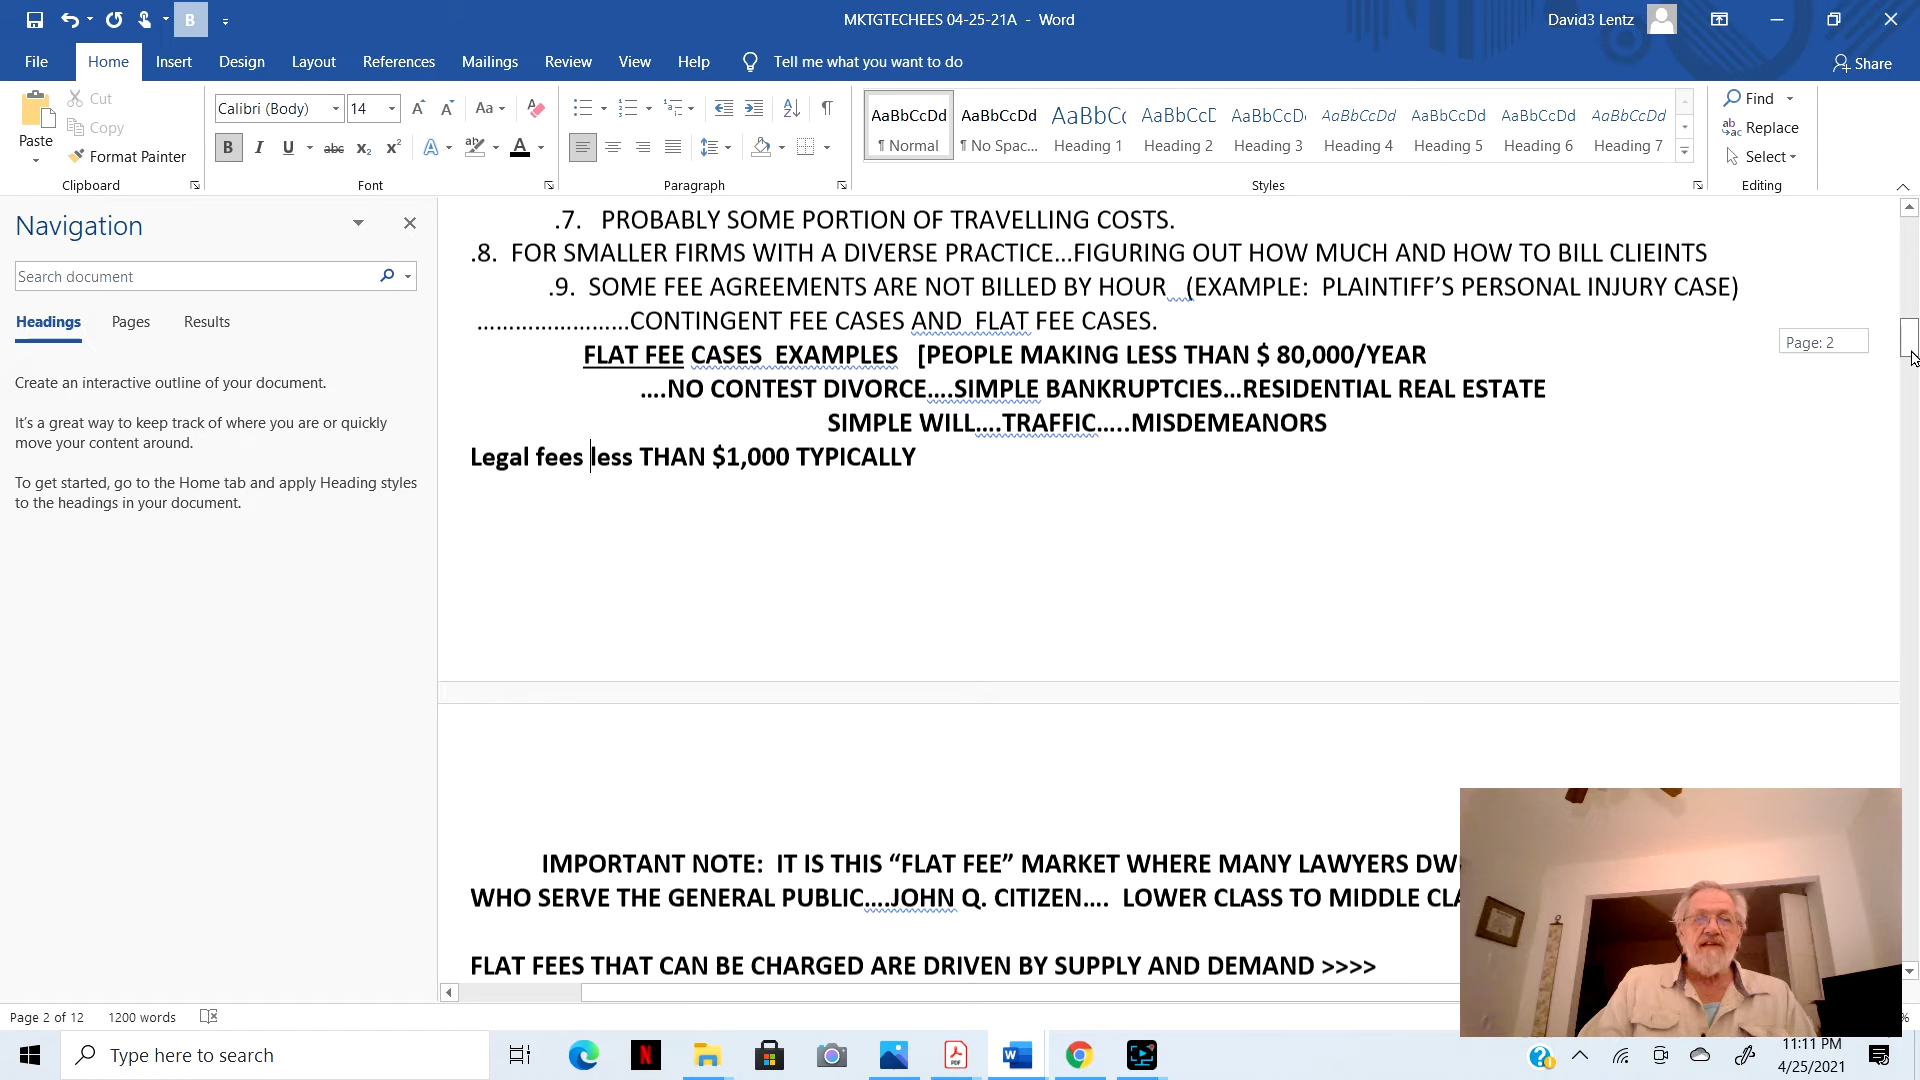 MKTGTECHEES 04-25-21A - Word
David3 Lentz
File Home Insert Design Layout References Mailings Review View Help Tell me what you want to do
Share
Paste
Cut
Copy
Format Painter
Clipboard
Calibri (Body) 14
Font
Paragraph
AaBbCcDd AaBbCcDd AaBbCc AaBbCcD AaBbCcDc AaBbCcDd AaBbCcDd AaBbCcDd AaBbCcDd
¶ Normal ¶ No Spac... Heading 1 Heading 2 Heading 3 Heading 4 Heading 5 Heading 6 Heading 7
Styles
Find
Replace
Select
Editing
Navigation
Search document
Headings Pages Results
Create an interactive outline of your document.
It's a great way to keep track of where you are or quickly
move your content around.
To get started, go to the Home tab and apply Heading styles
to the headings in your document.
.7. PROBABLY SOME PORTION OF TRAVELLING COSTS.
.8. FOR SMALLER FIRMS WITH A DIVERSE PRACTICE…FIGURING OUT HOW MUCH AND HOW TO BILL CLIEINTS
.9. SOME FEE AGREEMENTS ARE NOT BILLED BY HOUR (EXAMPLE: PLAINTIFF'S PERSONAL INJURY CASE)
……………………CONTINGENT FEE CASES AND FLAT FEE CASES.
FLAT FEE CASES EXAMPLES [PEOPLE MAKING LESS THAN $ 80,000/YEAR
….NO CONTEST DIVORCE….SIMPLE BANKRUPTCIES…RESIDENTIAL REAL ESTATE
SIMPLE WILL….TRAFFIC…..MISDEMEANORS
Legal fees less THAN $1,000 TYPICALLY
Page: 2
IMPORTANT NOTE: IT IS THIS “FLAT FEE” MARKET WHERE MANY LAWYERS
WHO SERVE THE GENERAL PUBLIC….JOHN Q. CITIZEN…. LOWER CLASS TO MIDDLE
FLAT FEES THAT CAN BE CHARGED ARE DRIVEN BY SUPPLY AND DEMAND >>>>
Page 2 of 12 1200 words
Type here to search
11:11 PM
4/25/2021